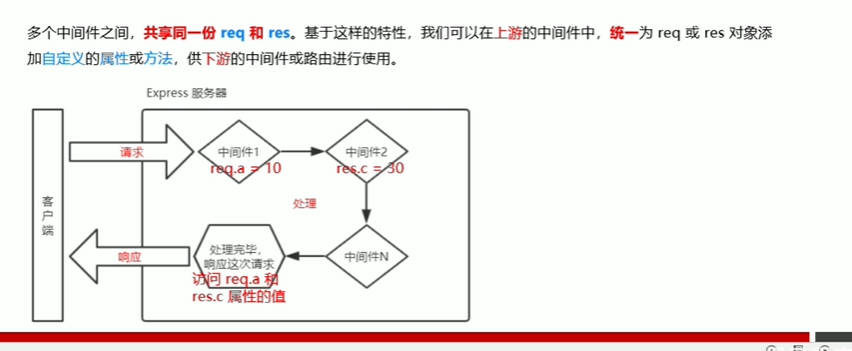 多个中间件之间，共享同一份 req 和 res。基于这样的特性，我们可以在上游的中间件中，统一为 req 或 res 对象添
加自定义的属性或方法，供下游的中间件或路由进行使用。
Express 服务器
客户端
请求
中间件1
req.a = 10
中间件2
res.c = 30
处理
响应
处理完毕，
响应这次请求
访问 req.a 和
res.c 属性的值
中间件N